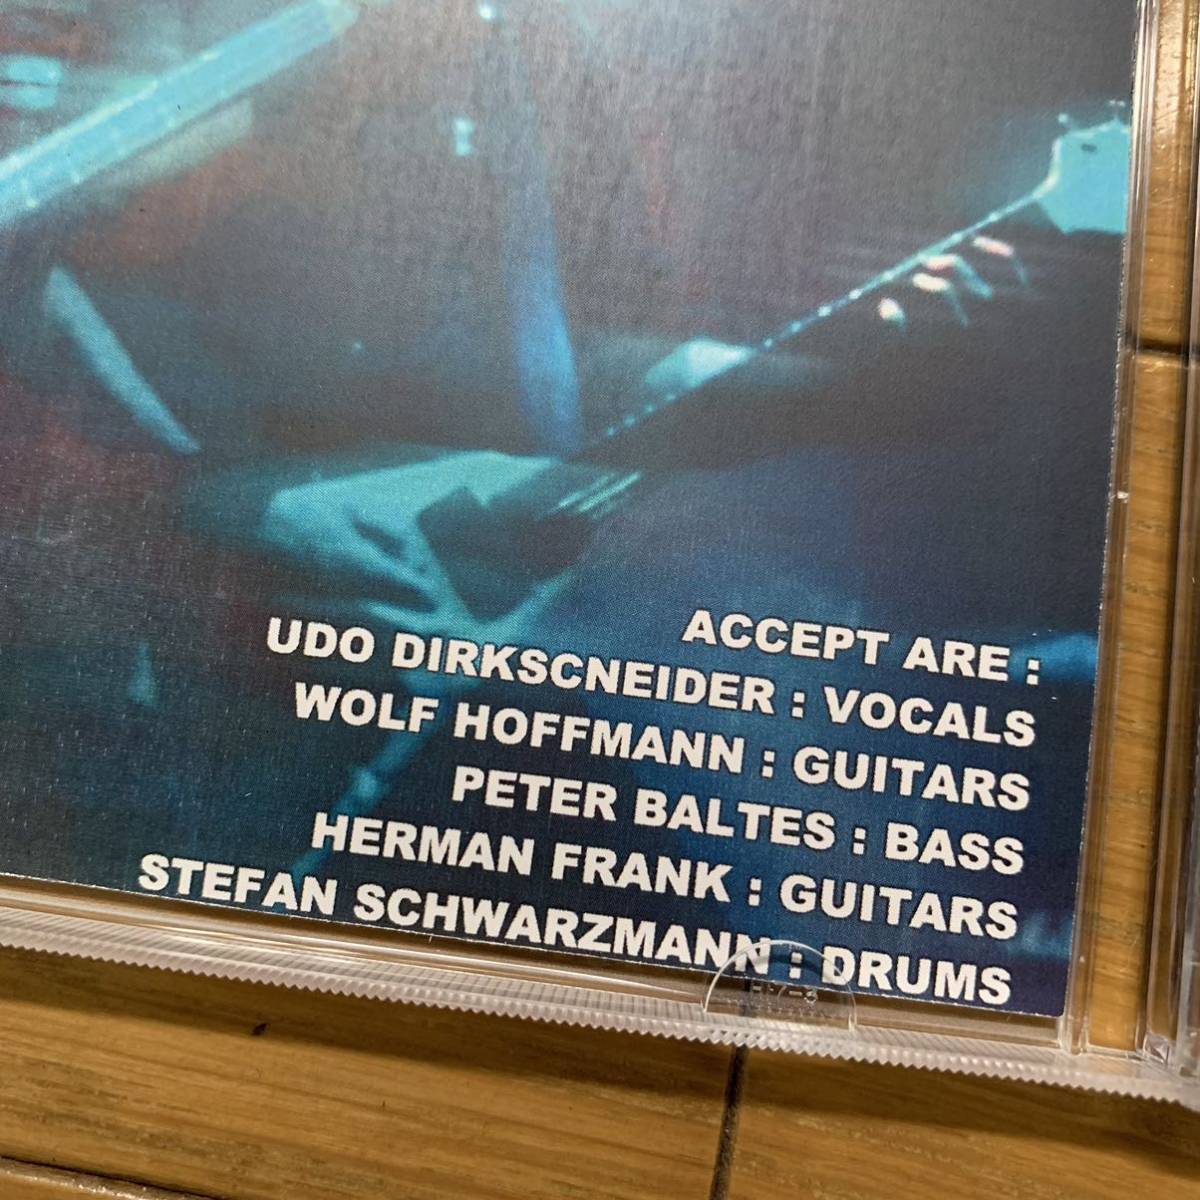 ACCEPT ARE :
UDO DIRKSCNEIDER : VOCALS
WOLF HOFFMANN : GUITARS
PETER BALTES : BASS
HERMAN FRANK : GUITARS
STEFAN SCHWARZMANN : DRUMS